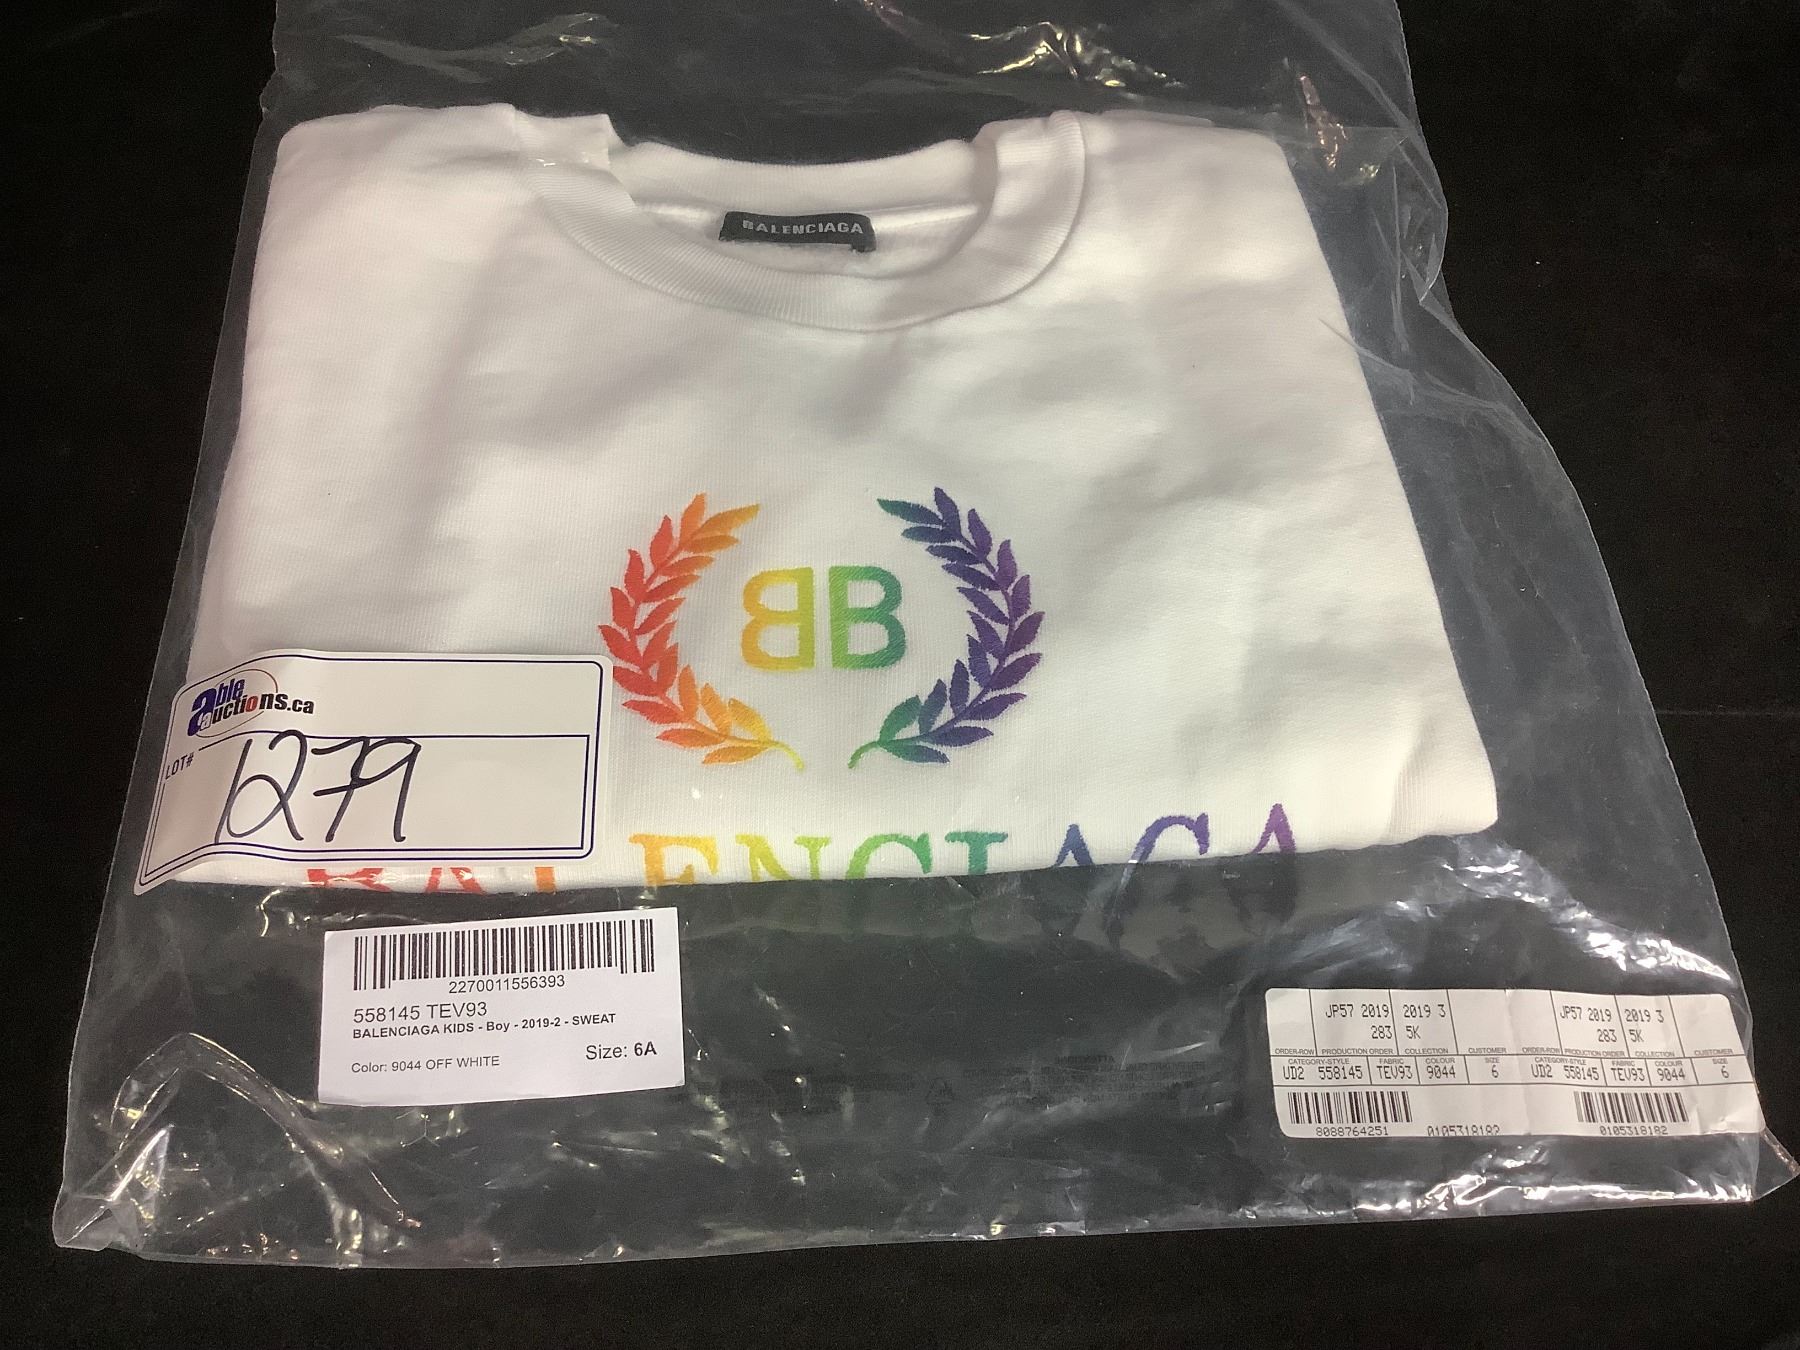 BALENCIAGA
BB
able auctions.ca
LOT# 1279
BALENCIAGA
2270011556393
558145 TEV93
BALENCIAGA KIDS - Boy - 2019-2 - SWEAT
Color: 9044 OFF WHITE
Size: 6A
JP57 2019 2019 3 JP57 2019 2019 3
283 5K 283 5K
ORDER-ROW PRODUCTION ORDER COLLECTION CUSTOMER ORDER-ROW PRODUCTION ORDER COLLECTION CUSTOMER
CATEGORY-STYLE FABRIC COLOUR SIZE CATEGORY-STYLE FABRIC COLOUR SIZE
UD2 558145 TEV93 9044 6 UD2 558145 TEV93 9044 6
8088764251 0105318182 0105318182